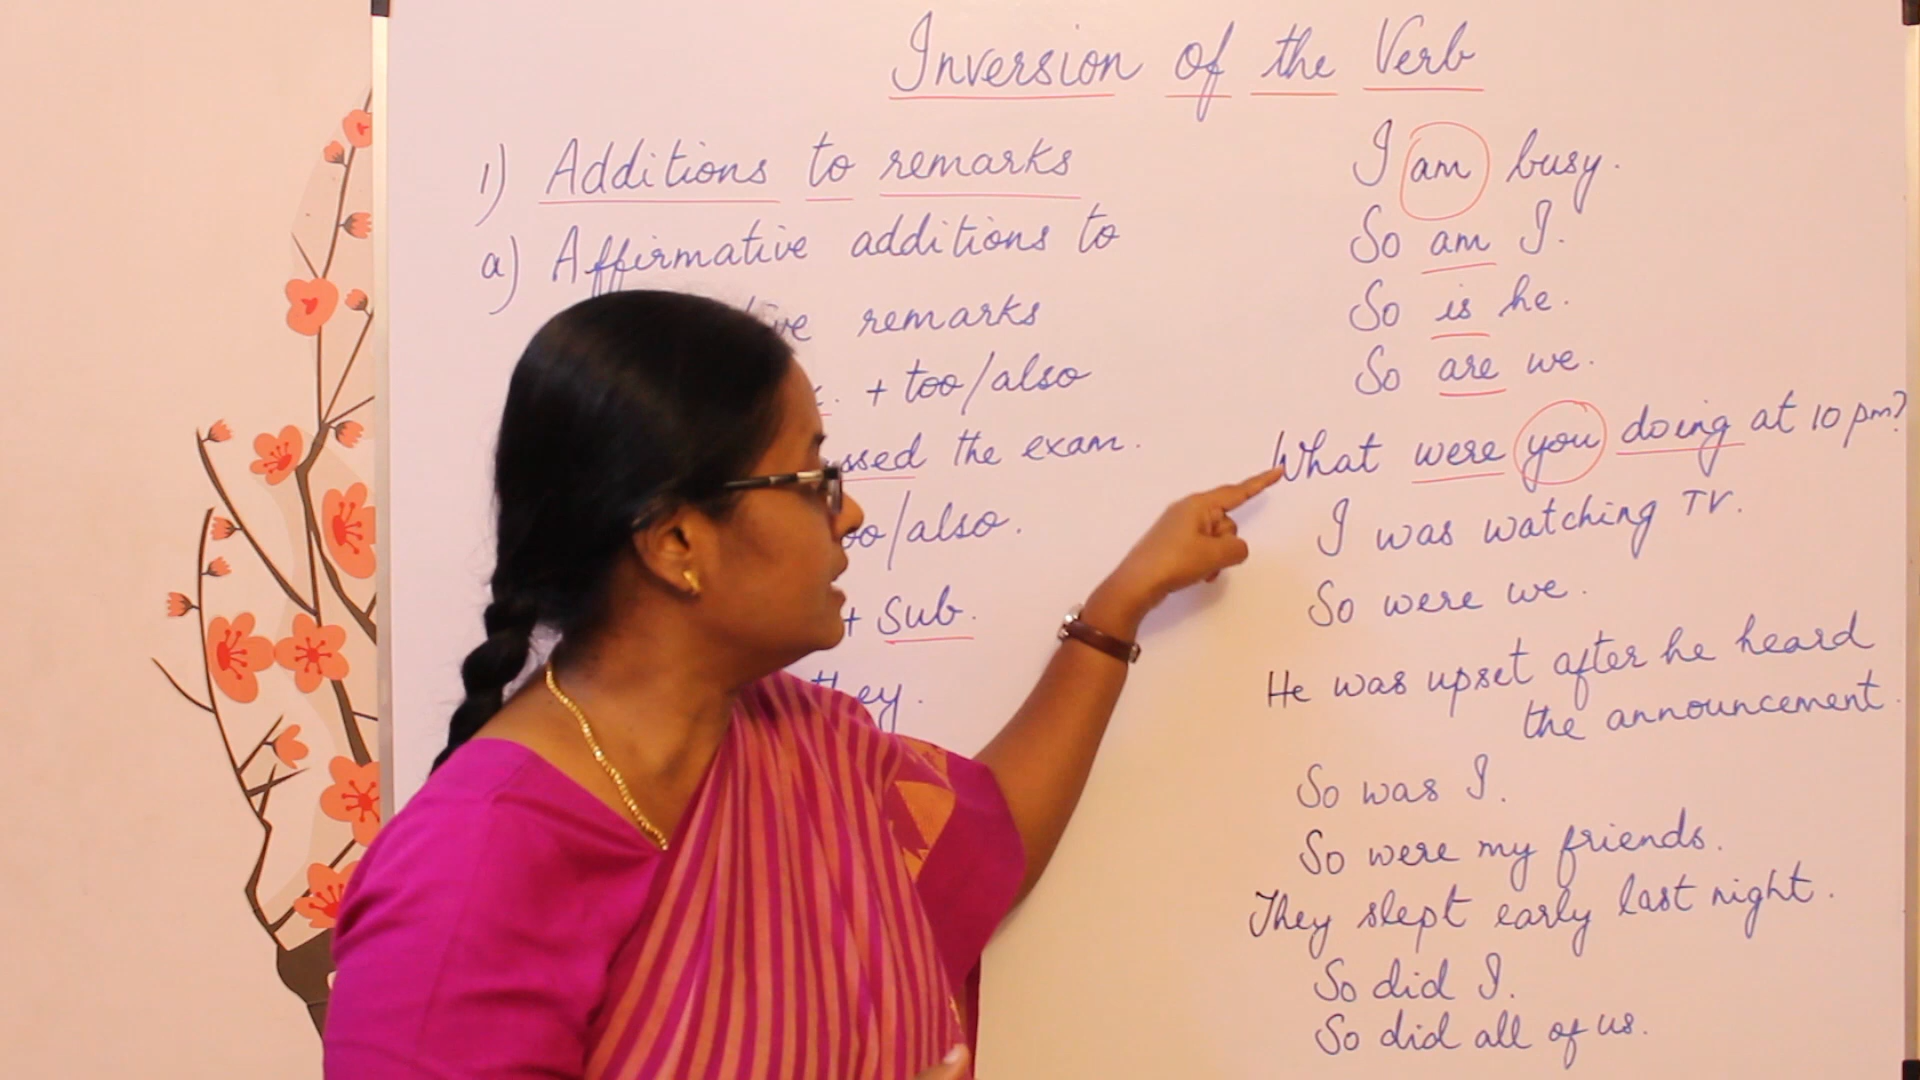 Inversion of the Verb
1) Additions to remarks
a) Affirmative additions to
remarks
+ too/also
the exam.
/also.
+ Sub.
they.
I am busy.
So am I.
So is he.
So are we.
What were you doing at 10 pm?
I was watching TV.
So were we.
He was upset after he heard
the announcement.
So was I.
So were my friends.
They slept early last night.
So did I.
So did all of us.